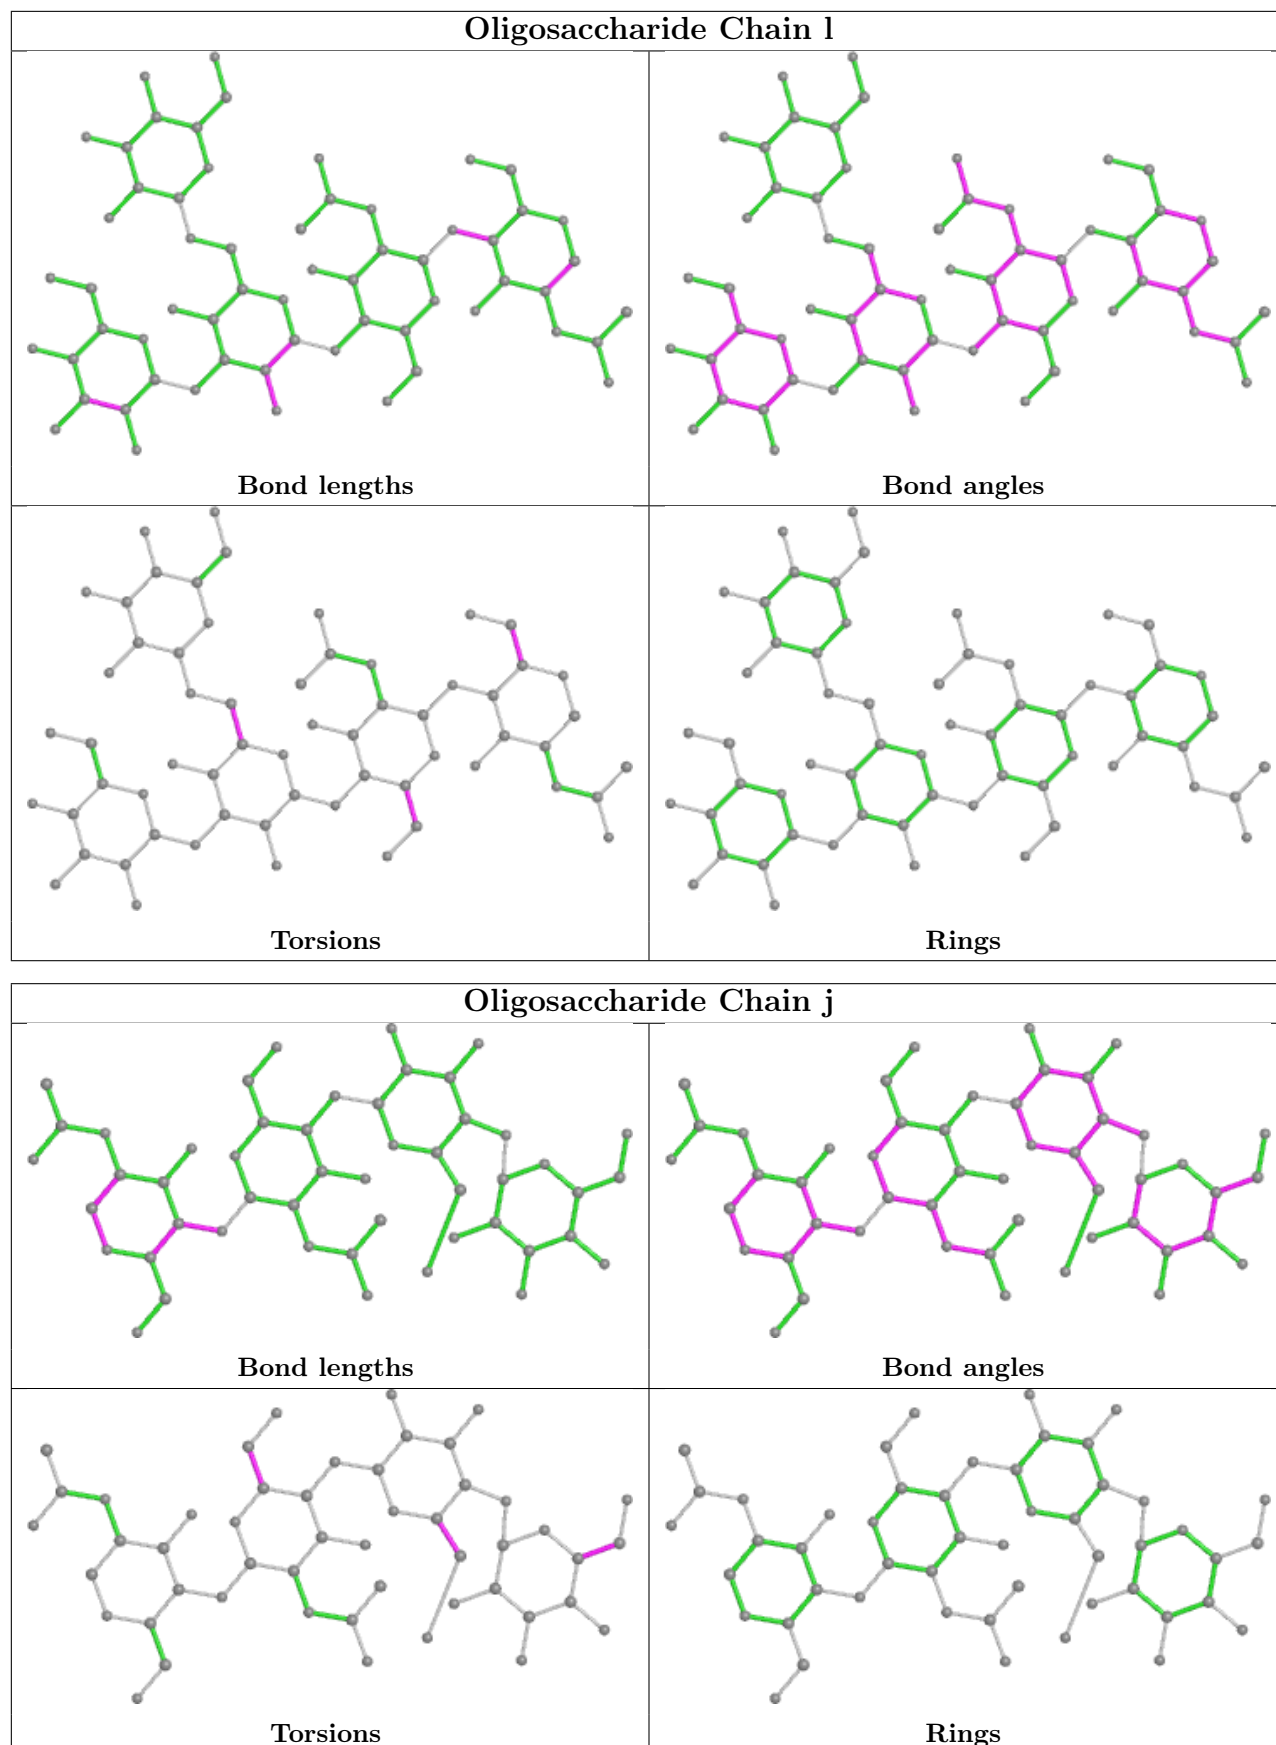 Oligosaccharide Chain l
Bond lengths
Bond angles
Torsions
Rings
Oligosaccharide Chain j
Bond lengths
Bond angles
Torsions
Rings